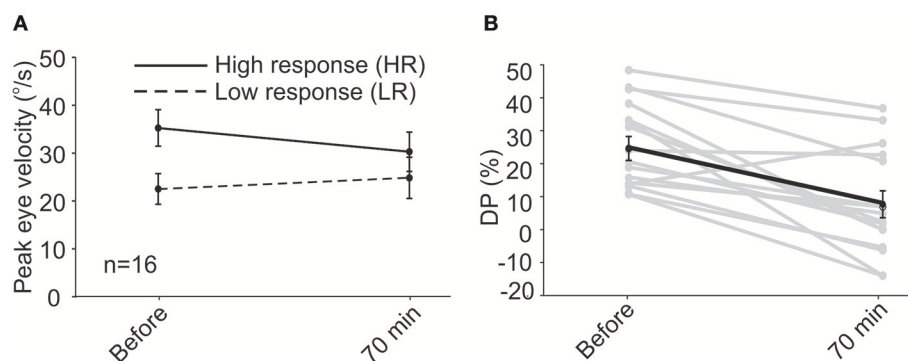 A
Peak eye velocity (°/s)
50
40
30
20
10
0
High response (HR)
Low response (LR)
n=16
Before
70 min
B
DP (%)
50
40
30
20
10
0
-10
-20
Before
70 min